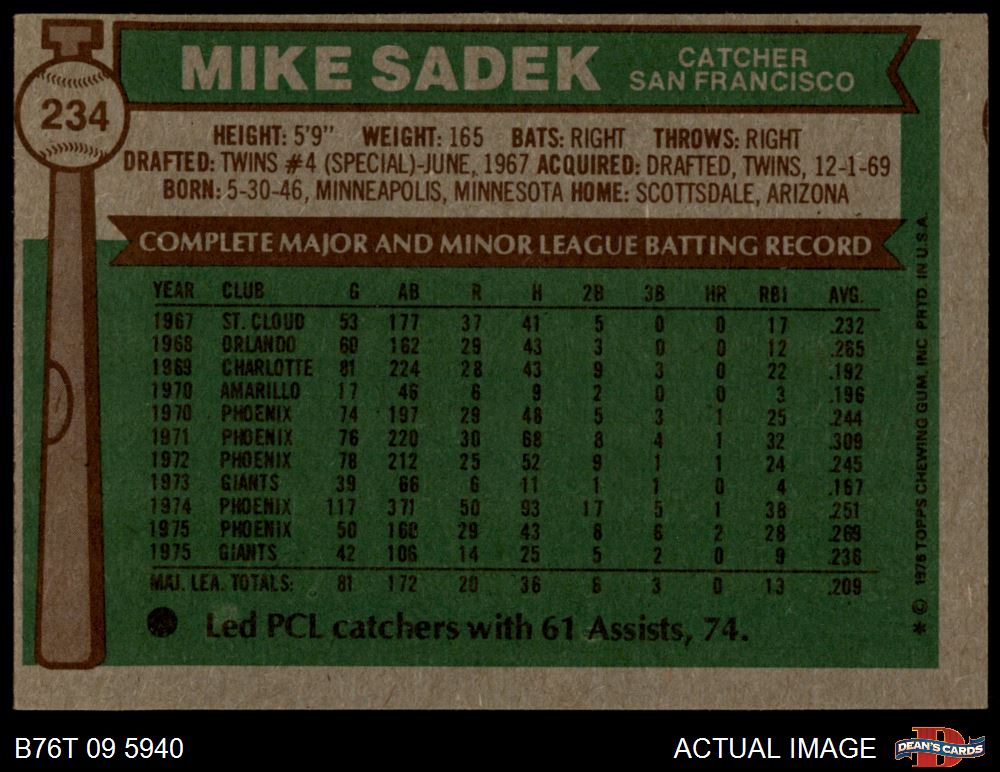 MIKE SADEK
CATCHER
SAN FRANCISCO
234
HEIGHT: 5'9" WEIGHT: 165 BATS: RIGHT THROWS: RIGHT
DRAFTED: TWINS #4 (SPECIAL)-JUNE, 1967 ACQUIRED: DRAFTED, TWINS, 12-1-69
BORN: 5-30-46, MINNEAPOLIS, MINNESOTA HOME: SCOTTSDALE, ARIZONA
COMPLETE MAJOR AND MINOR LEAGUE BATTING RECORD
YEAR CLUB G AB R H 2B 3B HR RBI AVG.
1967 ST. CLOUD 53 177 37 41 5 0 0 17 .232
1968 ORLANDO 60 162 29 43 3 0 0 12 .265
1969 CHARLOTTE 81 224 28 43 9 3 0 22 .192
1970 AMARILLO 17 46 6 9 2 0 0 3 .196
1970 PHOENIX 74 197 29 48 5 3 1 25 .244
1971 PHOENIX 76 220 30 68 8 4 1 32 .309
1972 PHOENIX 78 212 25 52 9 1 1 24 .245
1973 GIANTS 39 66 6 11 1 1 0 4 .167
1974 PHOENIX 117 371 50 93 17 5 1 38 .251
1975 PHOENIX 50 160 29 43 8 6 2 28 .269
1975 GIANTS 42 106 14 25 5 2 0 9 .236
MAJ. LEA. TOTALS: 81 172 20 36 6 3 0 13 .209
Led PCL catchers with 61 Assists, 74.
* © 1976 TOPPS CHEWING GUM, INC PRTD. IN U.S.A.
B76T 09 5940
ACTUAL IMAGE
DEAN'S CARDS